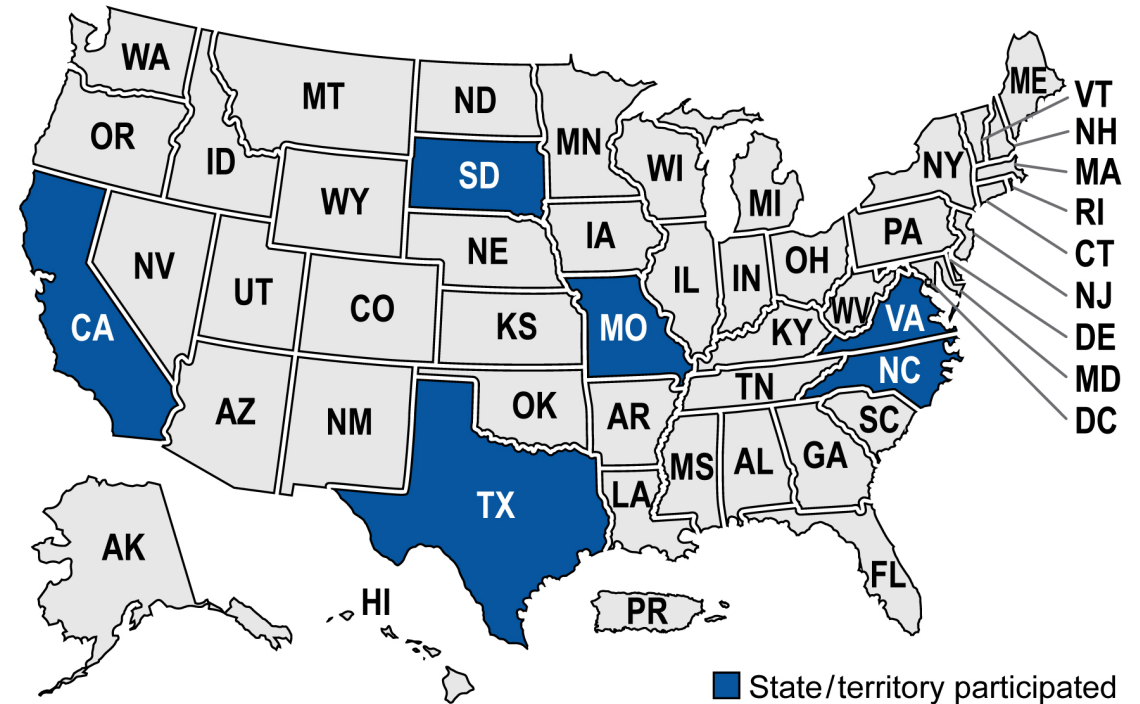 WA
MT
ND
MN
ME
VT
OR
ID
SD
WI
NH
WY
MI
NY
MA
RI
NE
IA
PA
CT
NV
UT
CO
IL
IN
OH
NJ
CA
KS
MO
KY
WV
VA
DE
MD
AZ
NM
OK
AR
TN
NC
DC
TX
LA
MS
AL
GA
SC
AK
HI
PR
FL
State/territory participated